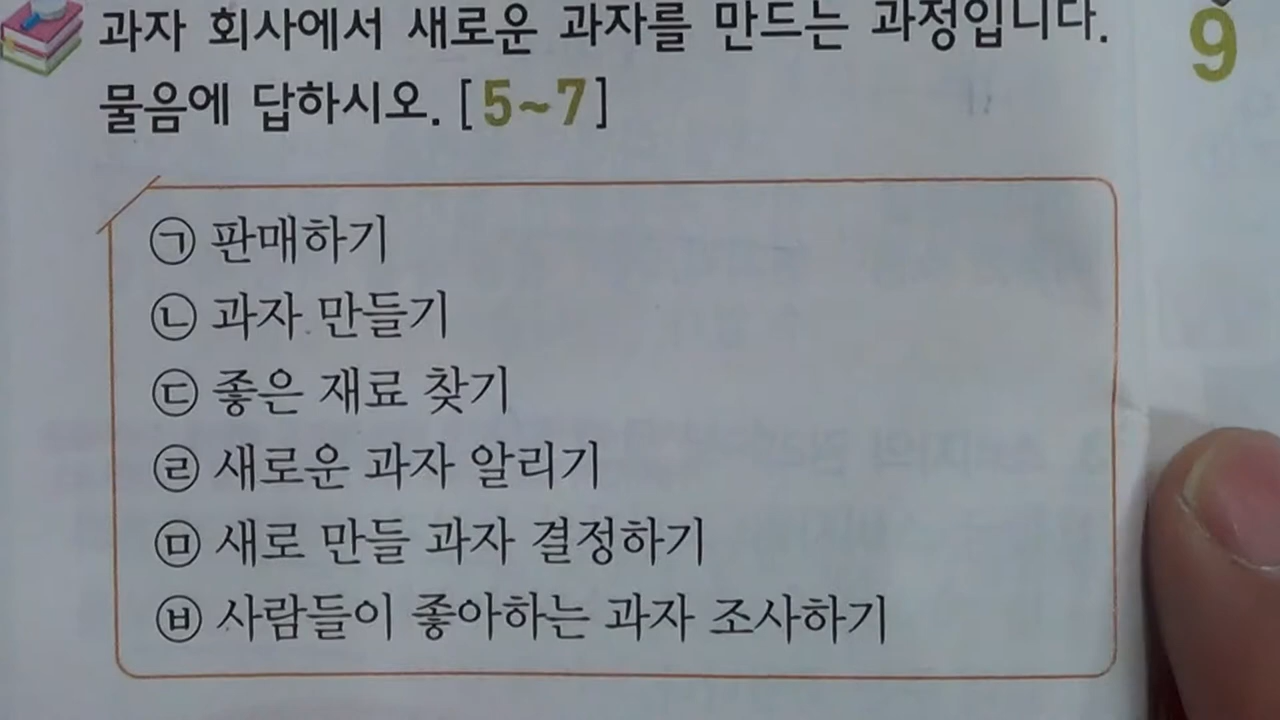 과자 회사에서 새로운 과자를 만드는 과정입니다.
물음에 답하시오. [5~7]
㉠ 판매하기
㉡ 과자 만들기
㉢ 좋은 재료 찾기
㉣ 새로운 과자 알리기
㉤ 새로 만들 과자 결정하기
㉥ 사람들이 좋아하는 과자 조사하기
9